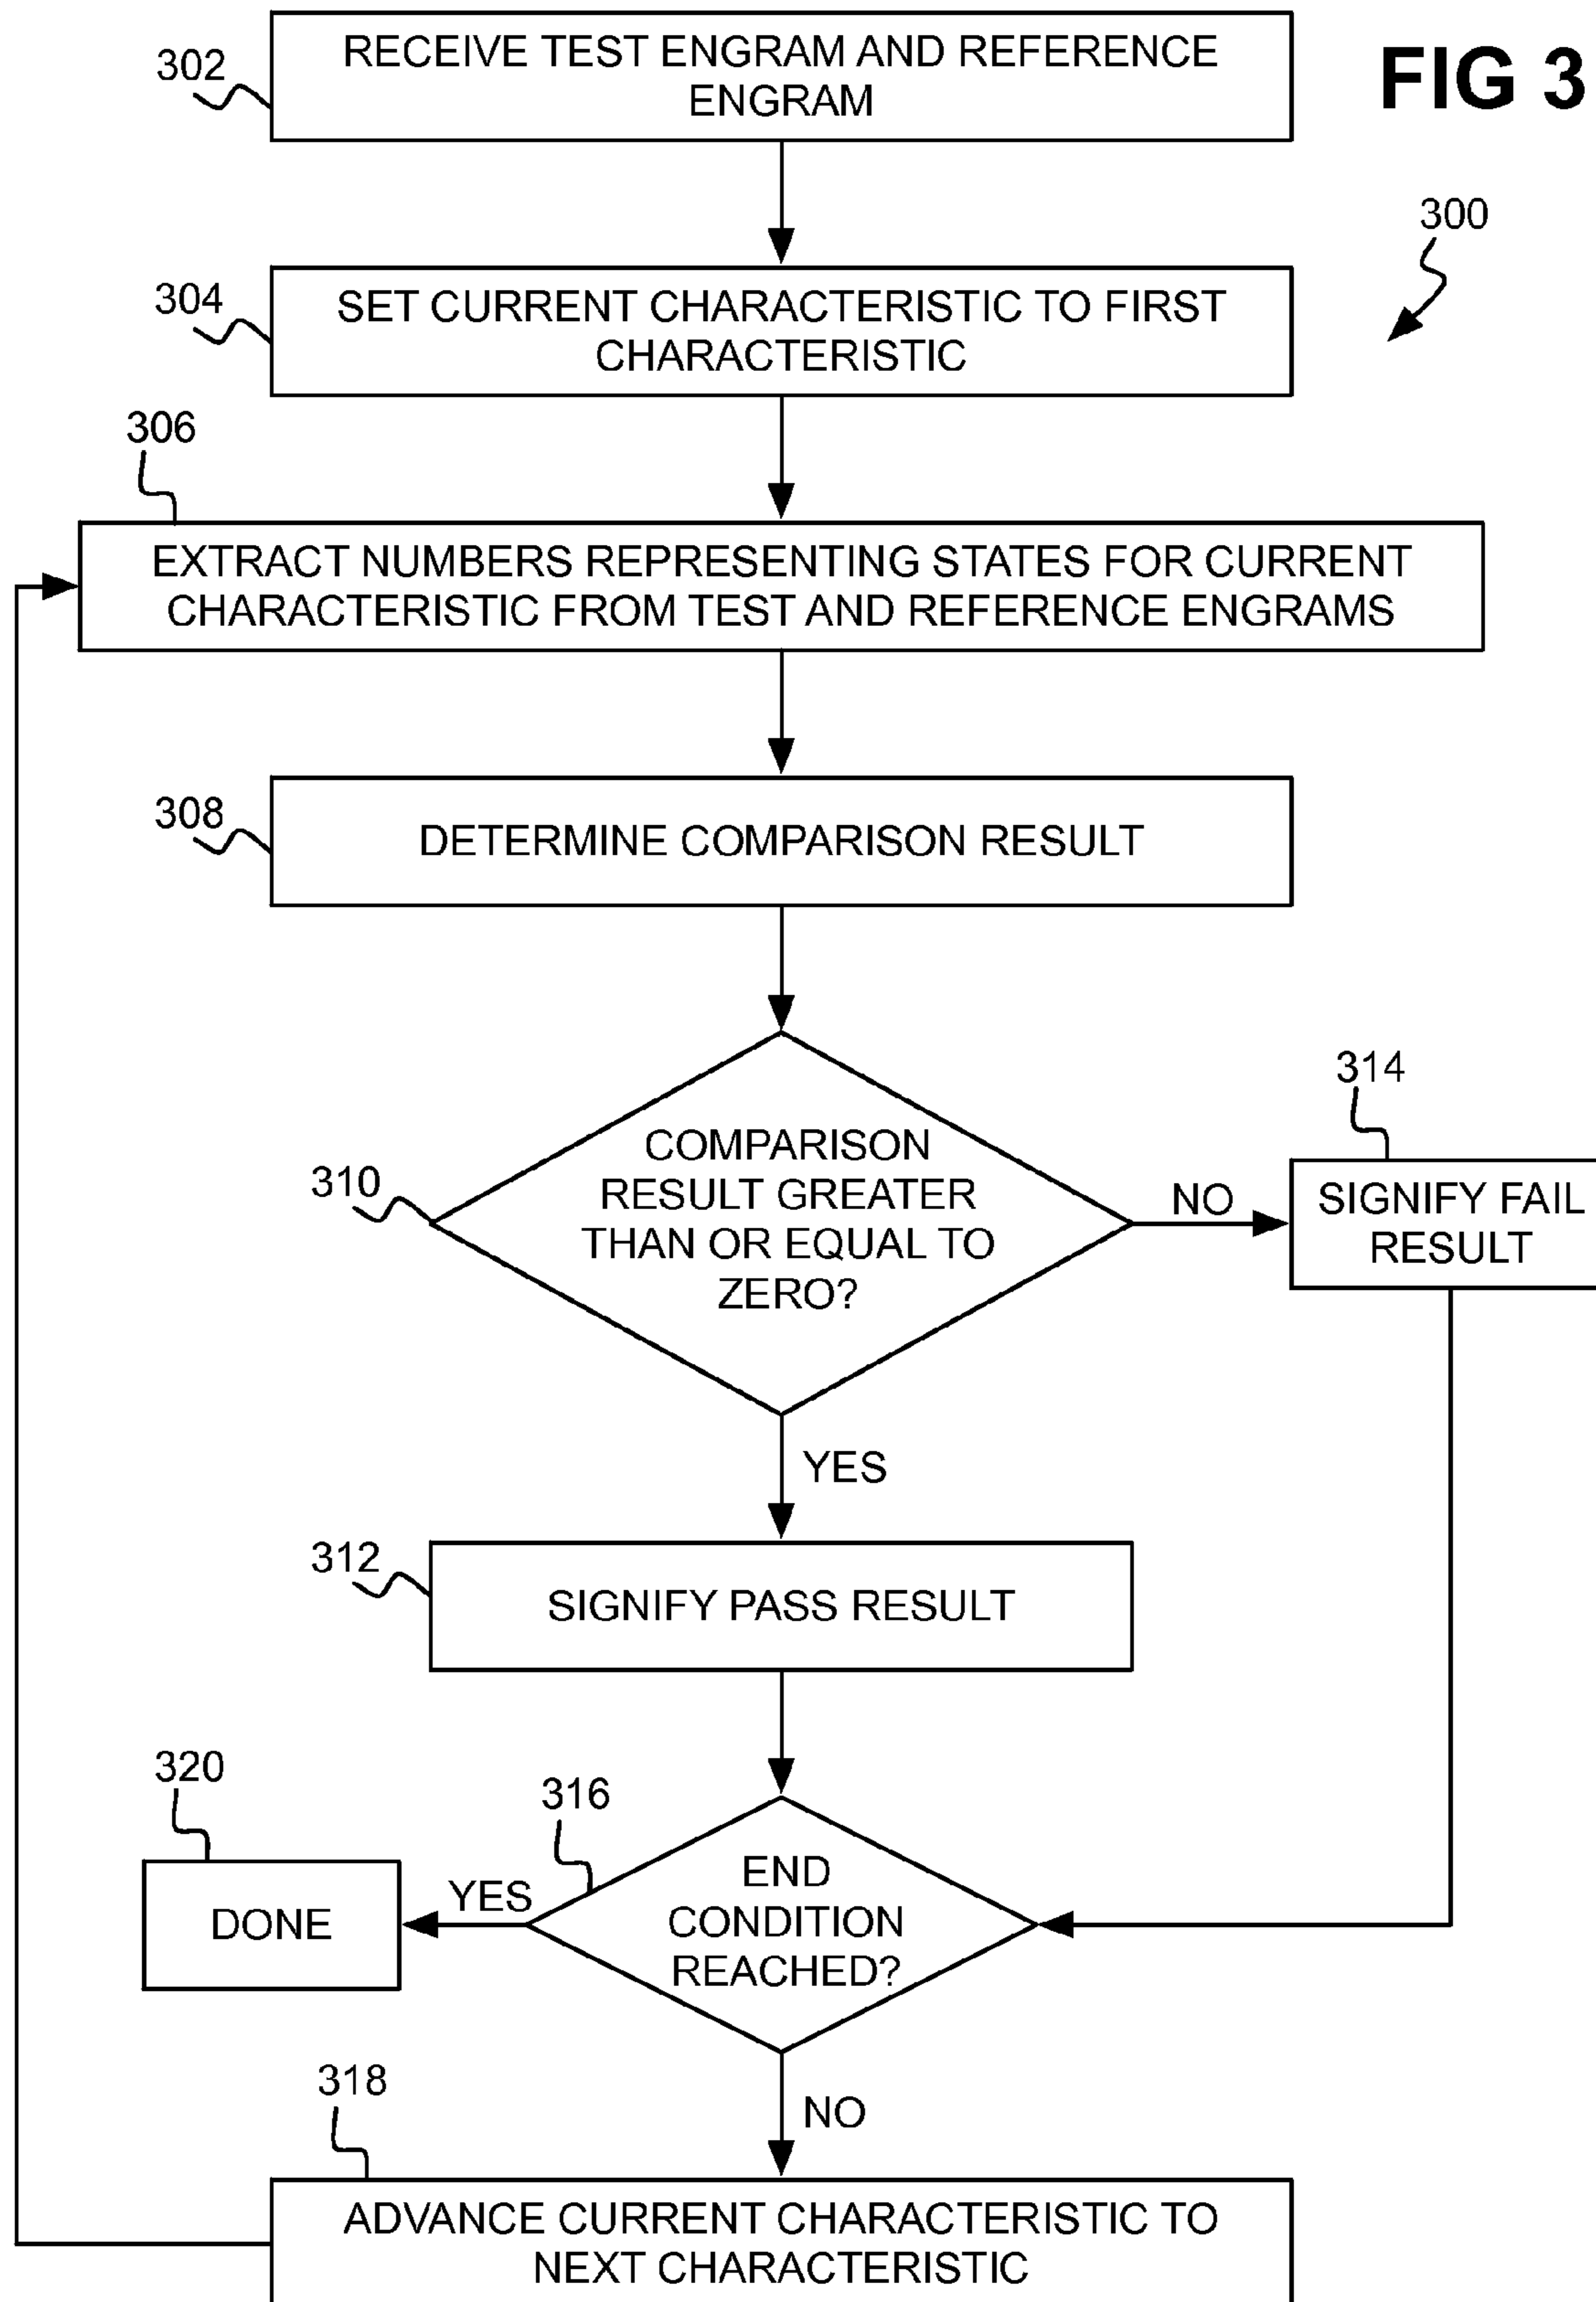 FIG 3
300
302
RECEIVE TEST ENGRAM AND REFERENCE
ENGRAM
304
SET CURRENT CHARACTERISTIC TO FIRST
CHARACTERISTIC
306
EXTRACT NUMBERS REPRESENTING STATES FOR CURRENT
CHARACTERISTIC FROM TEST AND REFERENCE ENGRAMS
308
DETERMINE COMPARISON RESULT
310
COMPARISON
RESULT GREATER
THAN OR EQUAL TO
ZERO?
NO
314
SIGNIFY FAIL
RESULT
YES
312
SIGNIFY PASS RESULT
316
END
CONDITION
REACHED?
YES
320
DONE
NO
318
ADVANCE CURRENT CHARACTERISTIC TO
NEXT CHARACTERISTIC